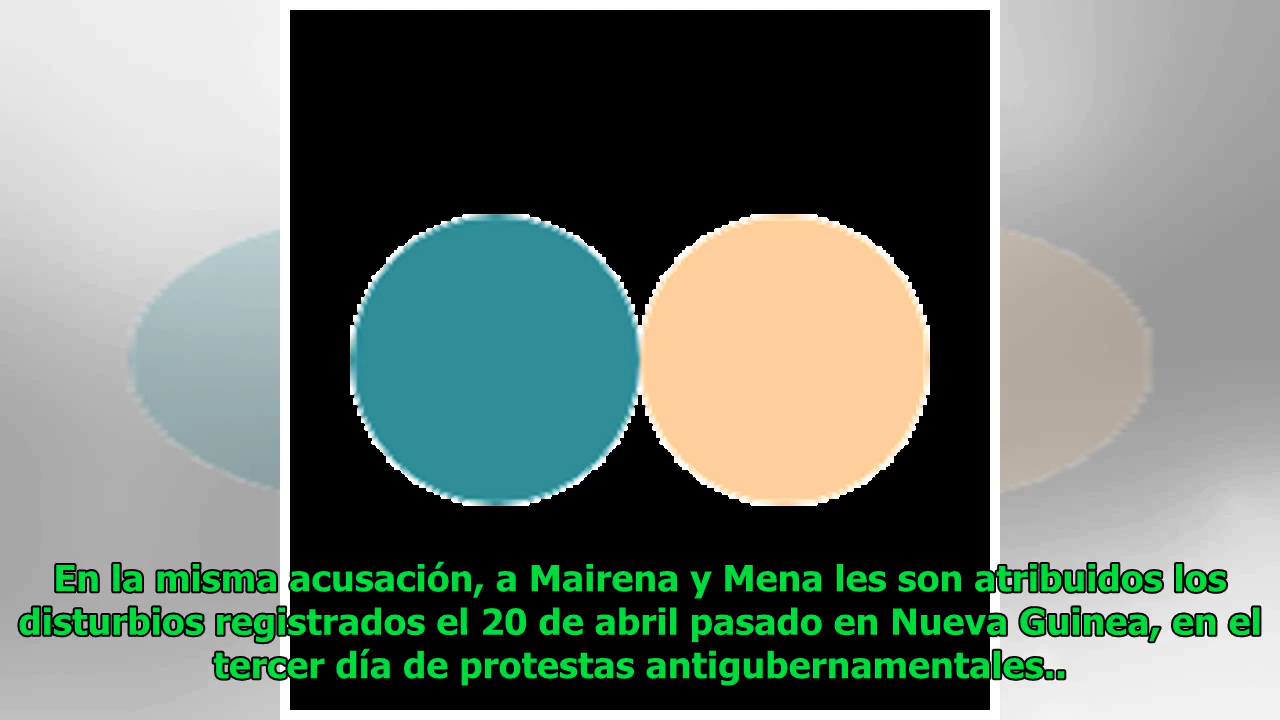 En la misma acusación, a Mairena y Mena les son atribuidos los
disturbios registrados el 20 de abril pasado en Nueva Guinea, en el
tercer día de protestas antigubernamentales..